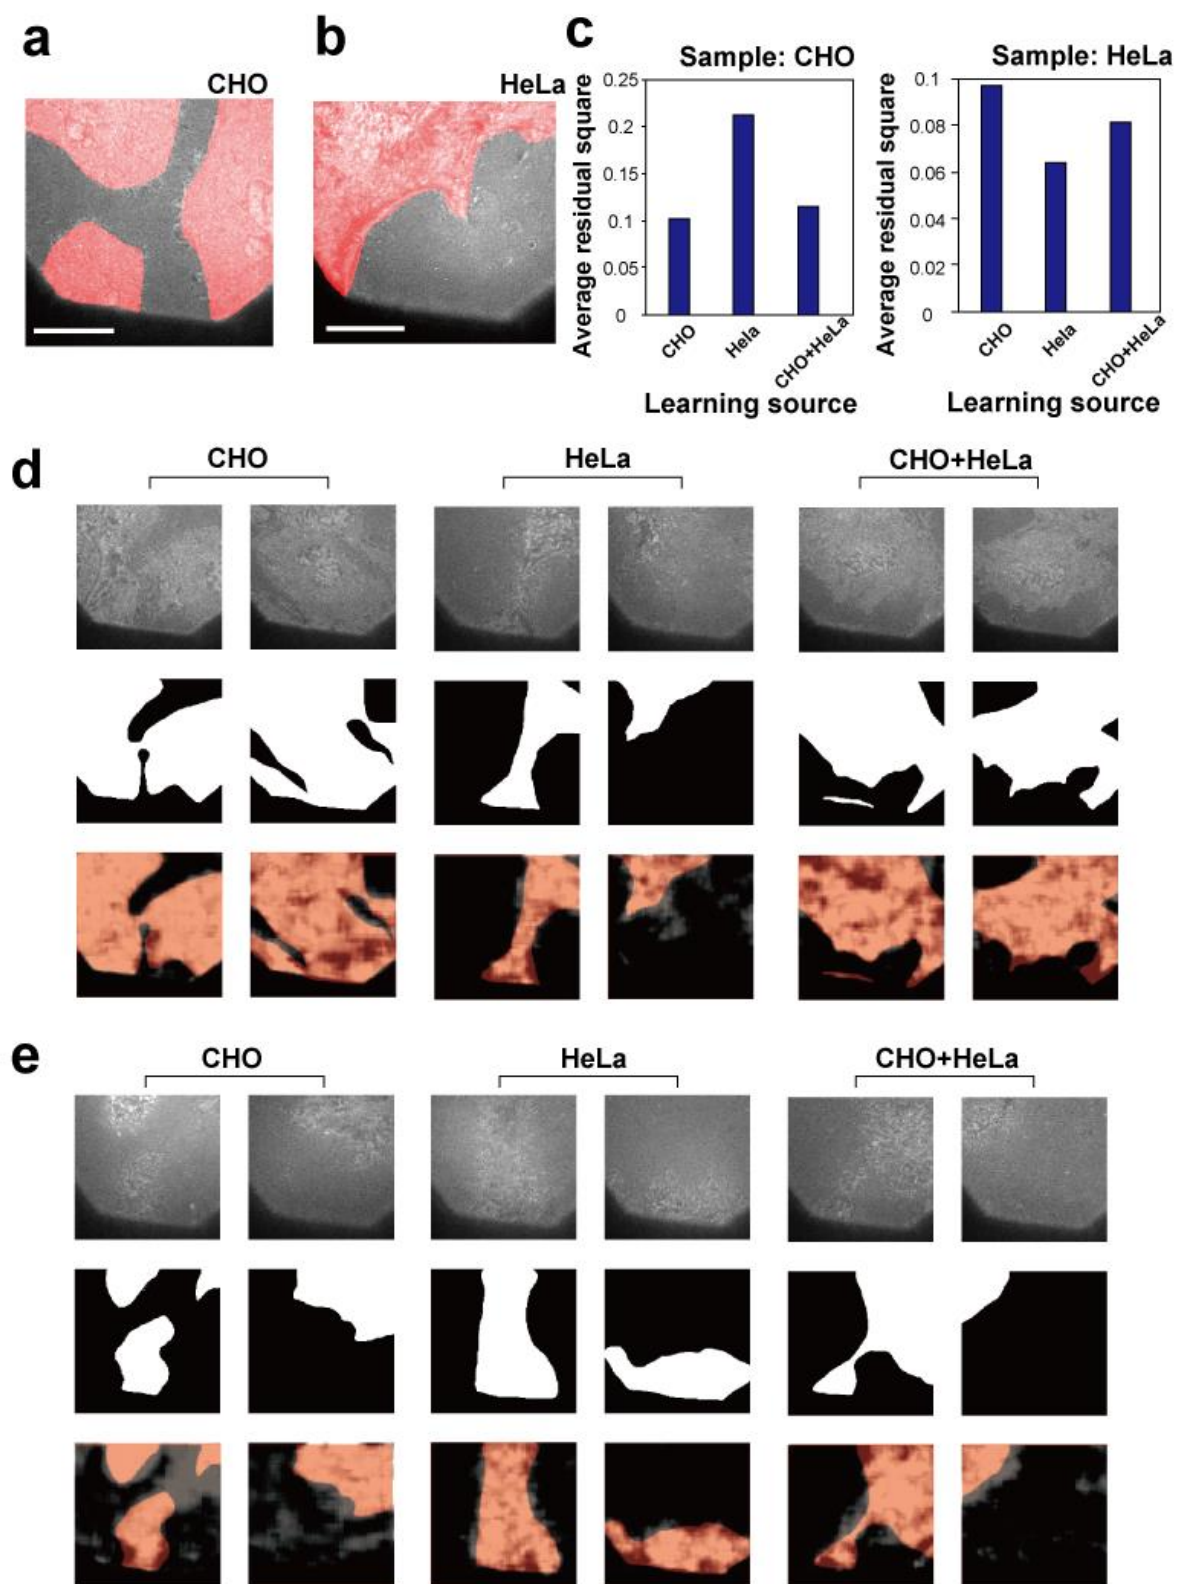 a
b
c
CHO
HeLa
Sample: CHO
Sample: HeLa
Average residual square
0.25
0.2
0.15
0.1
0.05
0
CHO
Hela
CHO+HeLa
Learning source
Average residual square
0.1
0.08
0.06
0.04
0.02
0
CHO
Hela
CHO+HeLa
Learning source
d
CHO
HeLa
CHO+HeLa
e
CHO
HeLa
CHO+HeLa